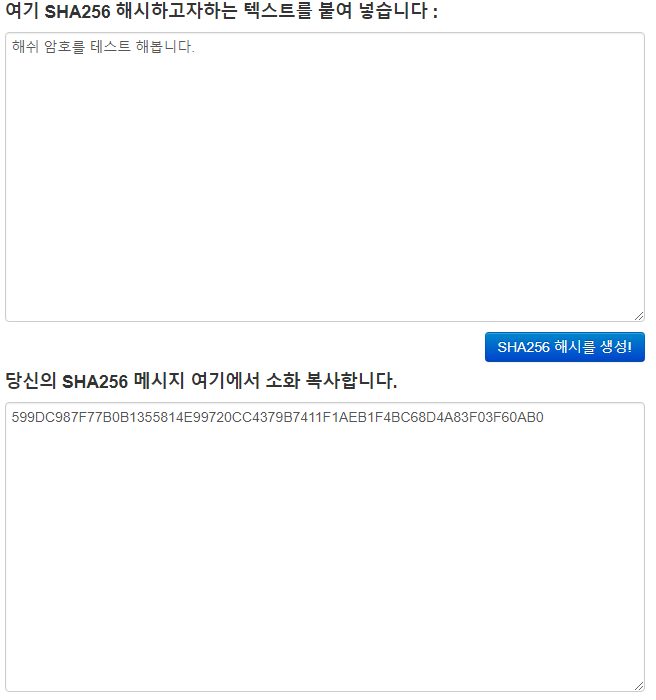 여기 SHA256 해시하고자하는 텍스트를 붙여 넣습니다 :
해쉬 암호를 테스트 해봅니다.
SHA256 해시를 생성!
당신의 SHA256 메시지 여기에서 소화 복사합니다.
599DC987F77B0B1355814E99720CC4379B7411F1AEB1F4BC68D4A83F03F60AB0